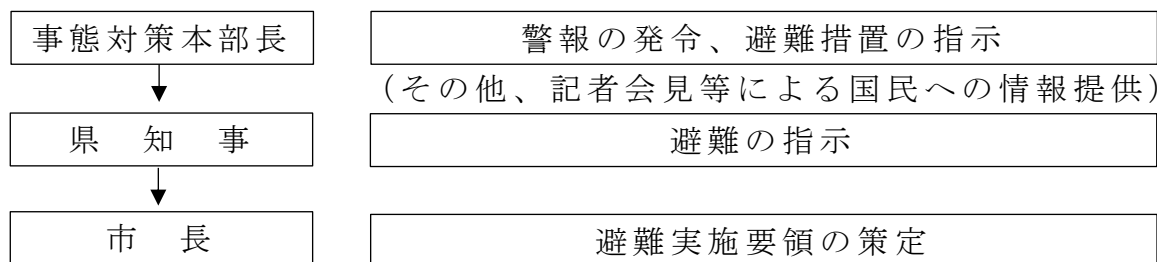 事態対策本部長 警報の発令、避難措置の指示
(その他、記者会見等による国民への情報提供)
県知事 避難の指示
市長 避難実施要領の策定